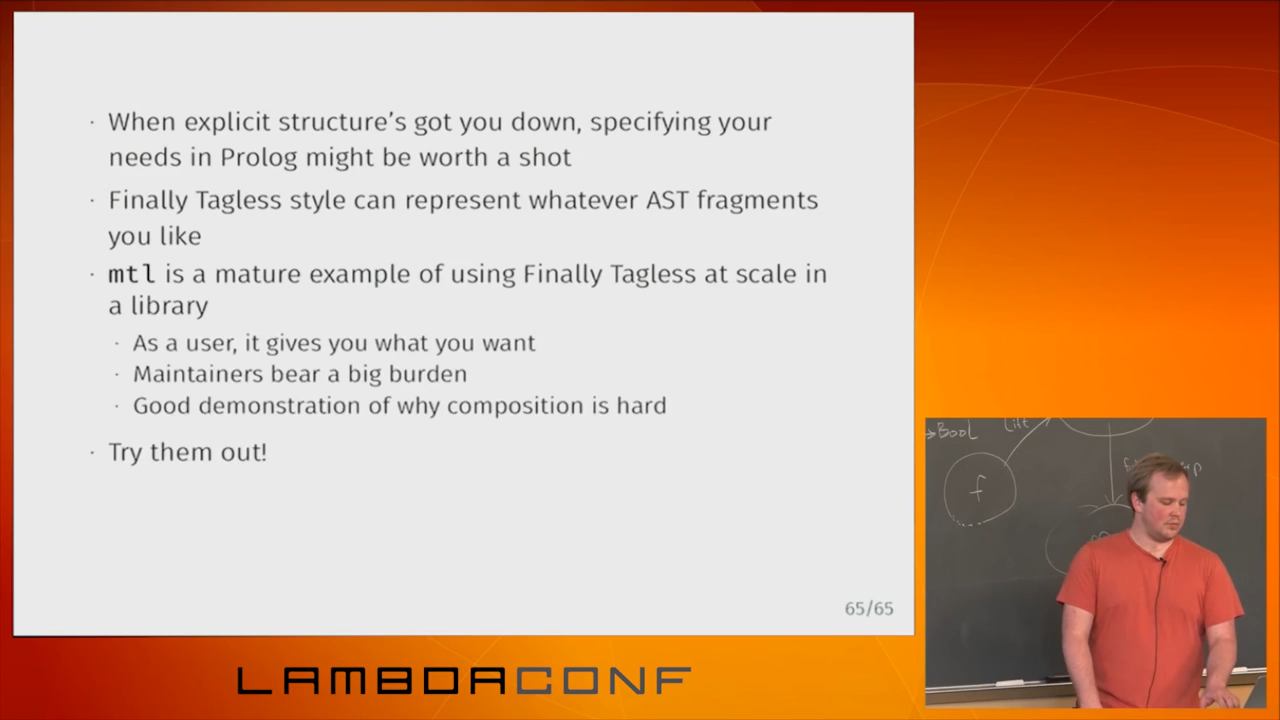 · When explicit structure's got you down, specifying your
needs in Prolog might be worth a shot
· Finally Tagless style can represent whatever AST fragments
you like
· mtl is a mature example of using Finally Tagless at scale in
a library
· As a user, it gives you what you want
· Maintainers bear a big burden
· Good demonstration of why composition is hard
· Try them out!
65/65
→Bool
lift
f
LAMBDACONF